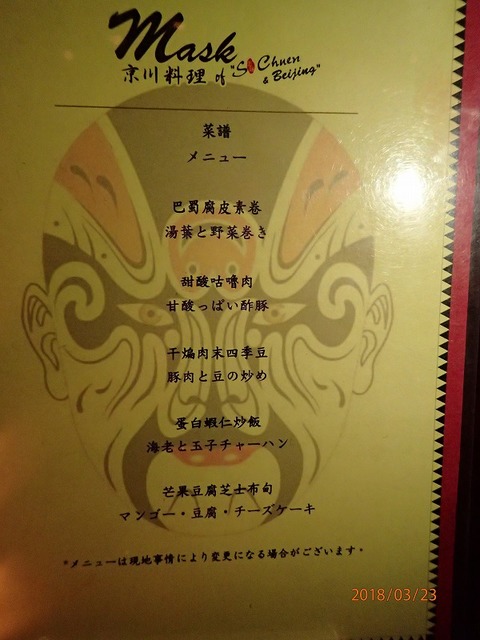 Mask
京川料理 of "Si Chuen
& Beijing"
菜譜
メニュー
巴蜀腐皮素卷
湯葉と野菜巻き
甜酸咕嚕肉
甘酸っぱい酢豚
干煸肉末四季豆
豚肉と豆の炒め
蛋白蝦仁炒飯
海老と玉子チャーハン
芒果豆腐芝士布甸
マンゴー・豆腐・チーズケーキ
*メニューは現地事情により変更になる場合がございます。
2018/03/23